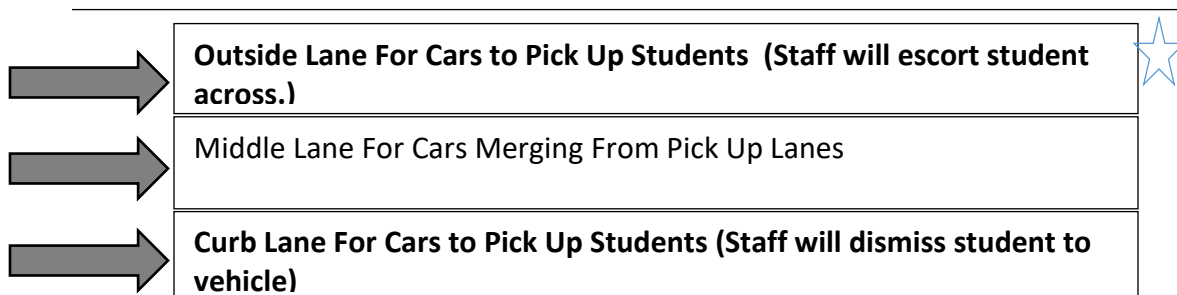 Outside Lane For Cars to Pick Up Students  (Staff will escort student
across.)
Middle Lane For Cars Merging From Pick Up Lanes
Curb Lane For Cars to Pick Up Students (Staff will dismiss student to
vehicle)